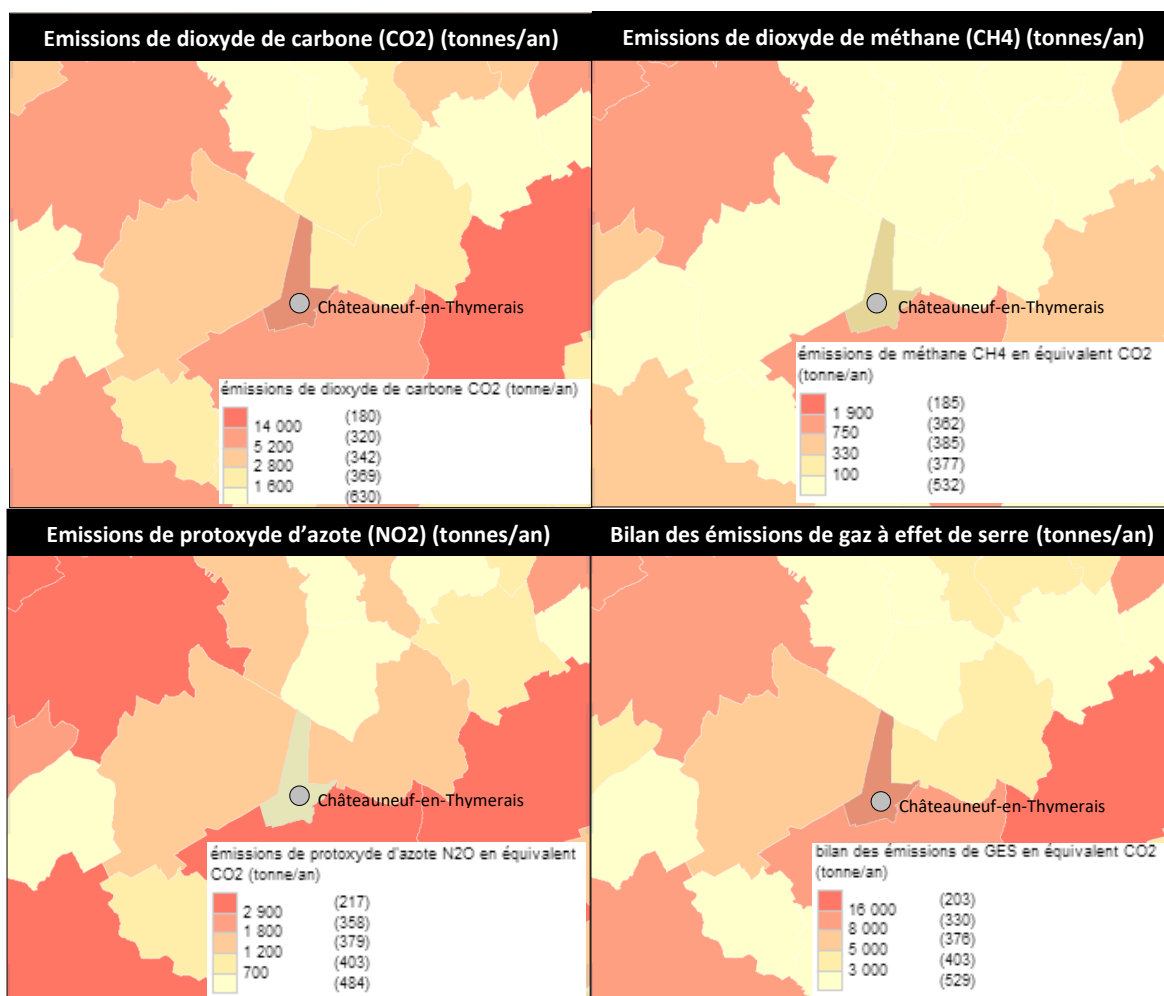 Emissions de dioxyde de carbone (CO2) (tonnes/an)
Châteauneuf-en-Thymerais
émissions de dioxyde de carbone CO2 (tonne/an)
14 000 (180)
5 200 (320)
2 800 (342)
1 600 (369)
(630)
Emissions de dioxyde de méthane (CH4) (tonnes/an)
Châteauneuf-en-Thymerais
émissions de méthane CH4 en équivalent CO2
(tonne/an)
1 900 (185)
750 (362)
330 (385)
100 (377)
(532)
Emissions de protoxyde d'azote (NO2) (tonnes/an)
Châteauneuf-en-Thymerais
émissions de protoxyde d'azote N2O en équivalent
CO2 (tonne/an)
2 900 (217)
1 800 (358)
1 200 (379)
700 (403)
(484)
Bilan des émissions de gaz à effet de serre (tonnes/an)
Châteauneuf-en-Thymerais
bilan des émissions de GES en équivalent CO2
(tonne/an)
16 000 (203)
8 000 (330)
5 000 (376)
3 000 (403)
(529)